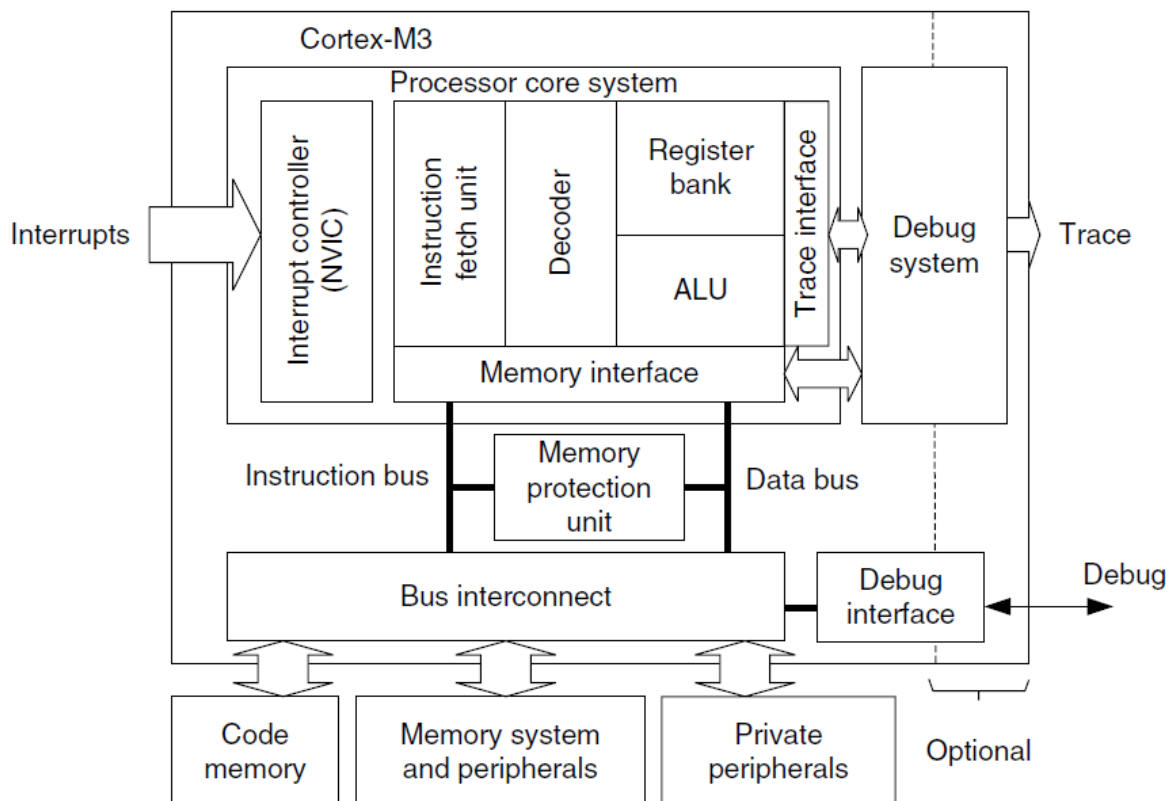 Cortex-M3
Processor core system
Interrupts
Interrupt controller
(NVIC)
Instruction
fetch unit
Decoder
Register
bank
ALU
Trace interface
Memory interface
Debug
system
Trace
Instruction bus
Memory
protection
unit
Data bus
Bus interconnect
Debug
interface
Debug
Code
memory
Memory system
and peripherals
Private
peripherals
Optional